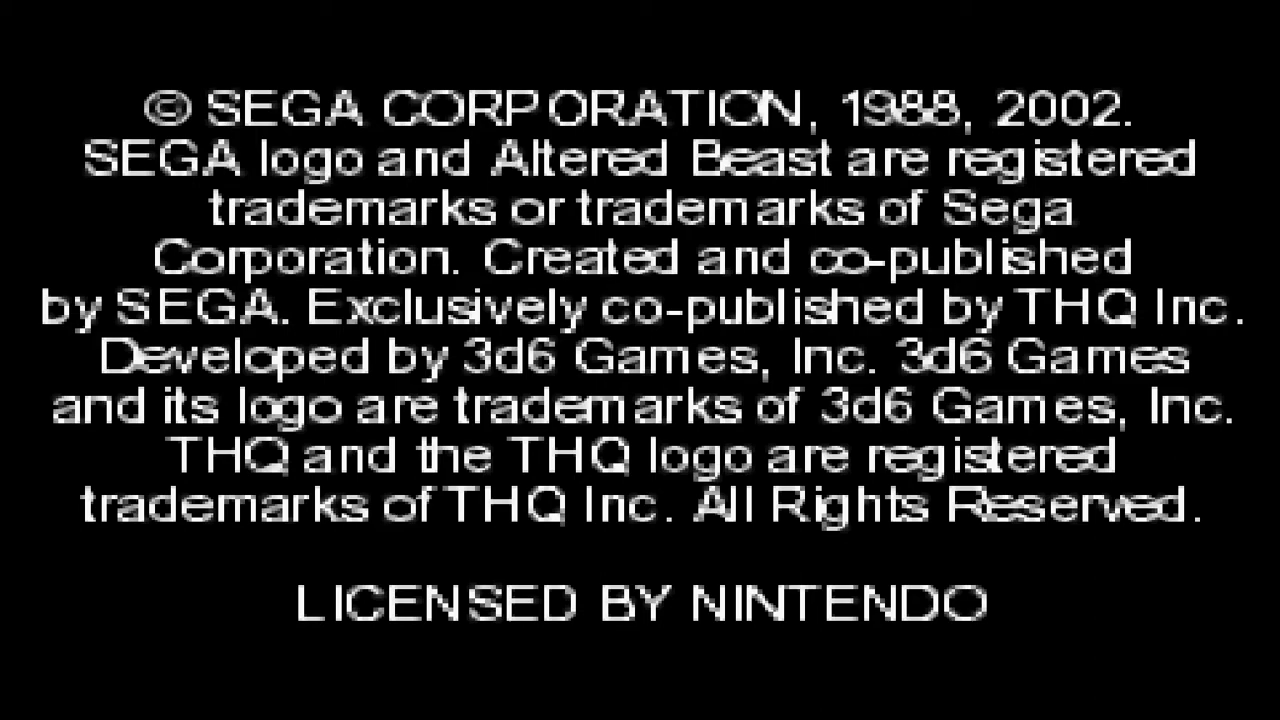 © SEGA CORPORATION, 1988, 2002.
SEGA logo and Altered Beast are registered
trademarks or trademarks of Sega
Corporation. Created and co-published
by SEGA. Exclusively co-published by THQ Inc.
Developed by 3d6 Games, Inc. 3d6 Games
and its logo are trademarks of 3d6 Games, Inc.
THQ and the THQ logo are registered
trademarks of THQ Inc. All Rights Reserved.
LICENSED BY NINTENDO